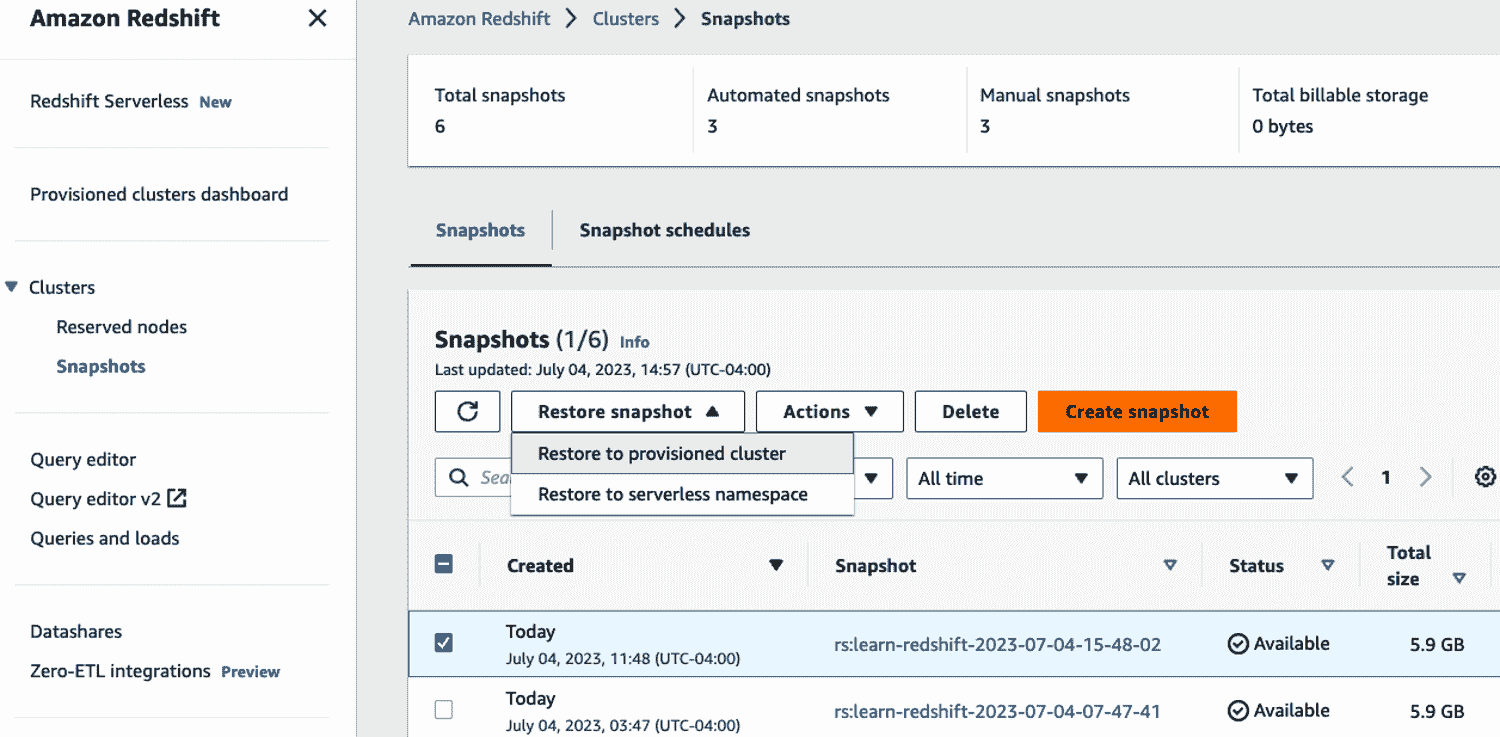 Amazon Redshift
Redshift Serverless New
Provisioned clusters dashboard
Clusters
Reserved nodes
Snapshots
Query editor
Query editor v2
Queries and loads
Datashares
Zero-ETL integrations Preview
Amazon Redshift > Clusters > Snapshots
Total snapshots
6
Automated snapshots
3
Manual snapshots
3
Total billable storage
0 bytes
Snapshots Snapshot schedules
Snapshots (1/6) Info
Last updated: July 04, 2023, 14:57 (UTC-04:00)
Restore snapshot Actions Delete Create snapshot
Restore to provisioned cluster
Restore to serverless namespace
All time All clusters 1
Created Snapshot Status Total size
Today
July 04, 2023, 11:48 (UTC-04:00)
rs:learn-redshift-2023-07-04-15-48-02 Available 5.9 GB
Today
July 04, 2023, 03:47 (UTC-04:00)
rs:learn-redshift-2023-07-04-07-47-41 Available 5.9 GB